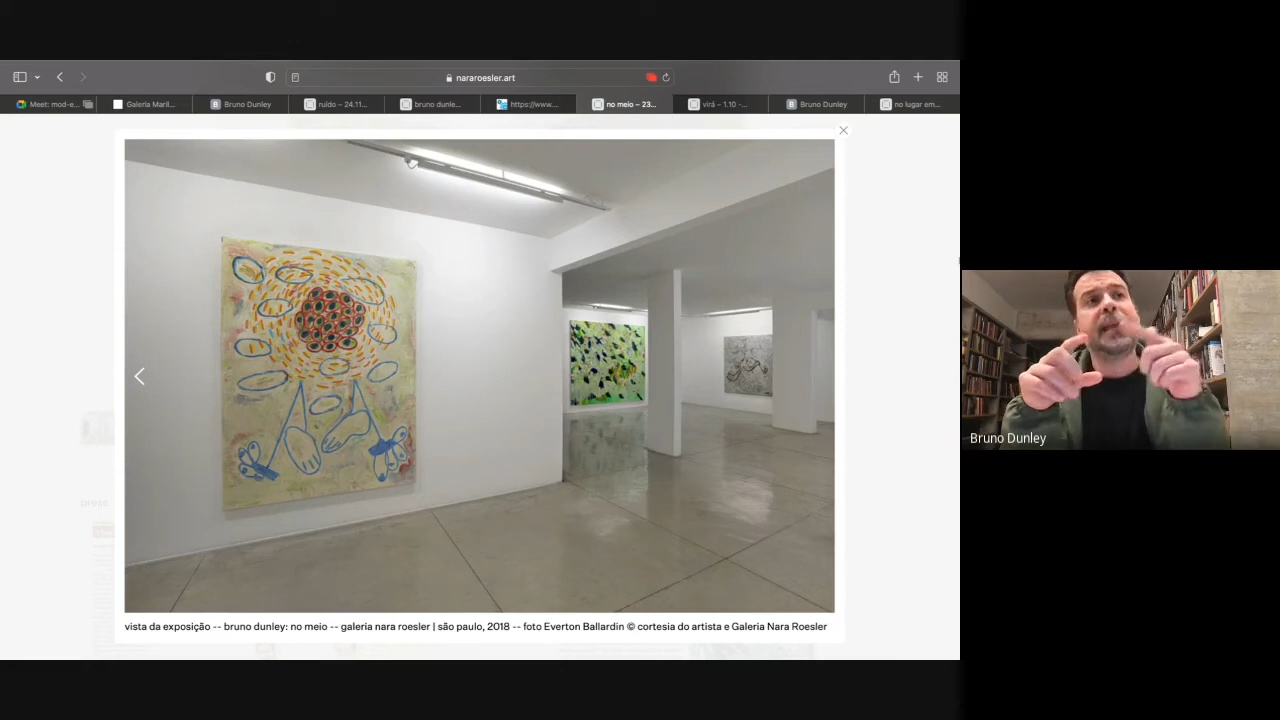 nararoesler.art
Meet: mod-e...
Galeria Maril...
Bruno Dunley
ruído – 24.11...
bruno dunle...
https://www....
no meio – 23...
virá – 1.10 -...
Bruno Dunley
no lugar em...
press
vista da exposição -- bruno dunley: no meio -- galeria nara roesler | são paulo, 2018 -- foto Everton Ballardin © cortesia do artista e Galeria Nara Roesler
Bruno Dunley